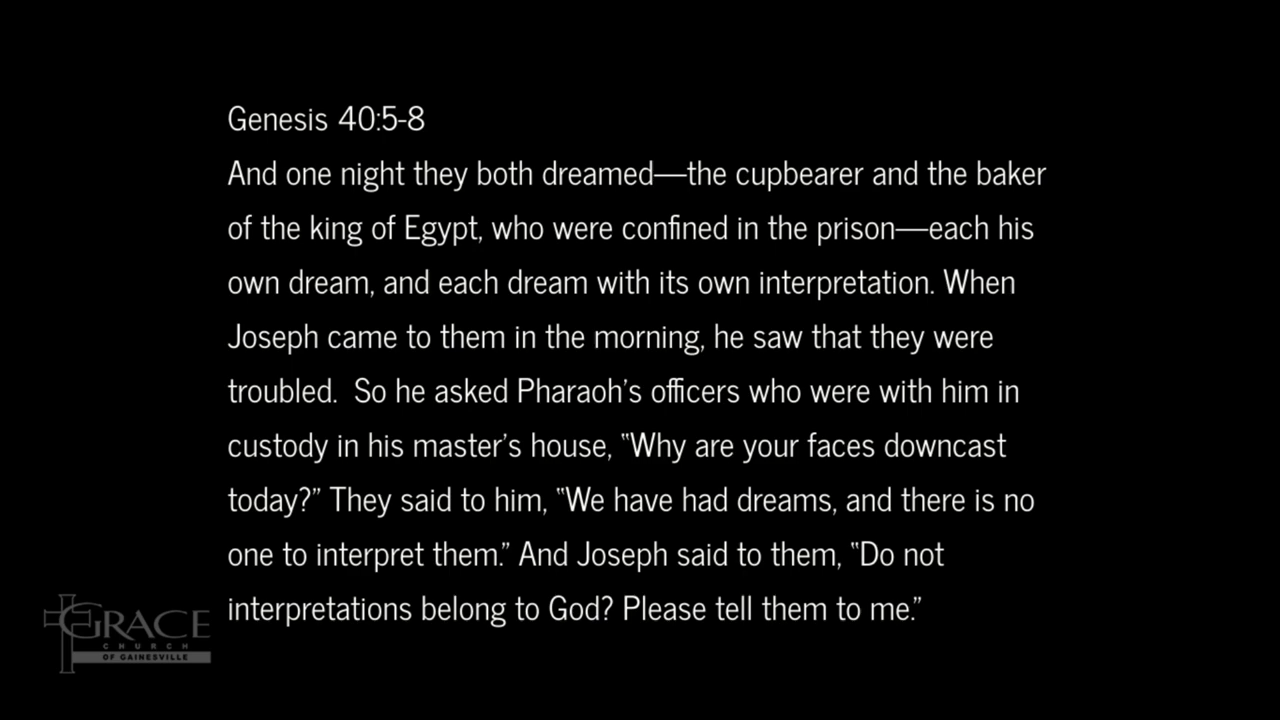 Genesis 40:5-8
And one night they both dreamed—the cupbearer and the baker
of the king of Egypt, who were confined in the prison—each his
own dream, and each dream with its own interpretation. When
Joseph came to them in the morning, he saw that they were
troubled.  So he asked Pharaoh’s officers who were with him in
custody in his master’s house, “Why are your faces downcast
today?” They said to him, “We have had dreams, and there is no
one to interpret them.” And Joseph said to them, “Do not
interpretations belong to God? Please tell them to me.”
GRACE
CHURCH
OF GAINESVILLE